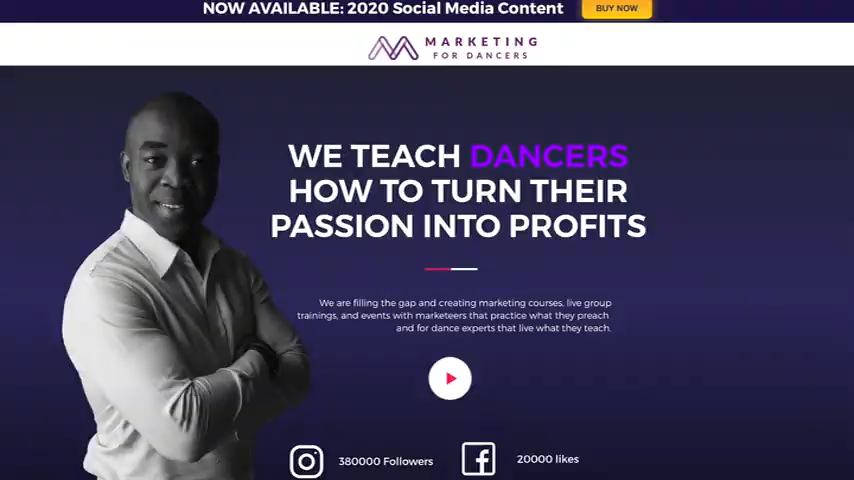 NOW AVAILABLE: 2020 Social Media Content
BUY NOW
MARKETING
FOR DANCERS
WE TEACH DANCERS
HOW TO TURN THEIR
PASSION INTO PROFITS
We are filling the gap and creating marketing courses, live group
trainings, and events with marketeers that practice what they preach
and for dance experts that live what they teach.
380000 Followers
20000 likes